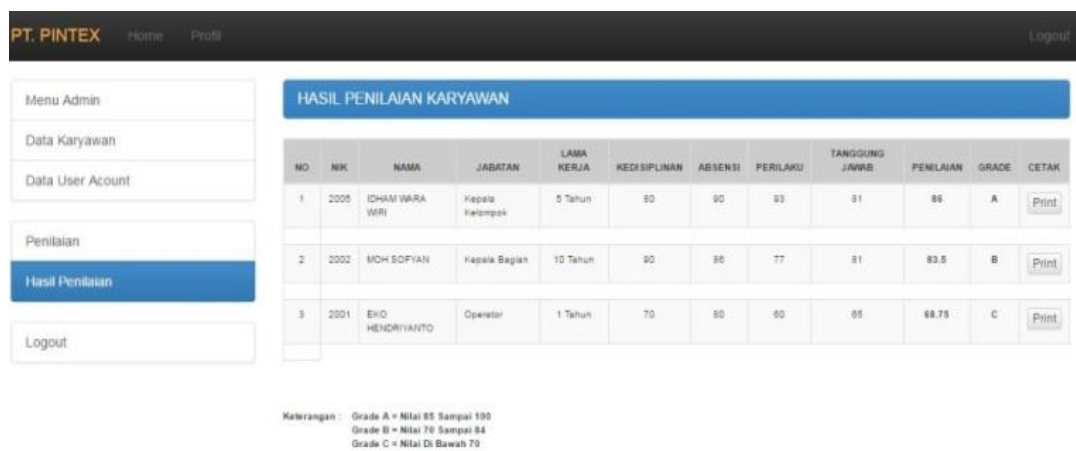 PT. PINTEX Home Profil Logout
Menu Admin
Data Karyawan
Data User Acount
Penilaian
Hasil Penilaian
Logout
HASIL PENILAIAN KARYAWAN
NO NIK NAMA JABATAN LAMA KERJA KEDISIPLINAN ABSENSI PERILAKU TANGGUNG JAWAB PENILAIAN GRADE CETAK
1 2005 IDHAM WARA WIRI Kepala Kelompok 5 Tahun 80 90 93 81 86 A Print
2 2002 MOH SOFYAN Kepala Bagian 10 Tahun 90 86 77 81 83.5 B Print
3 2001 EKO HENDRIYANTO Operator 1 Tahun 70 80 60 65 68.75 C Print
Keterangan : Grade A = Nilai 85 Sampai 100
Grade B = Nilai 70 Sampai 84
Grade C = Nilai Di Bawah 70